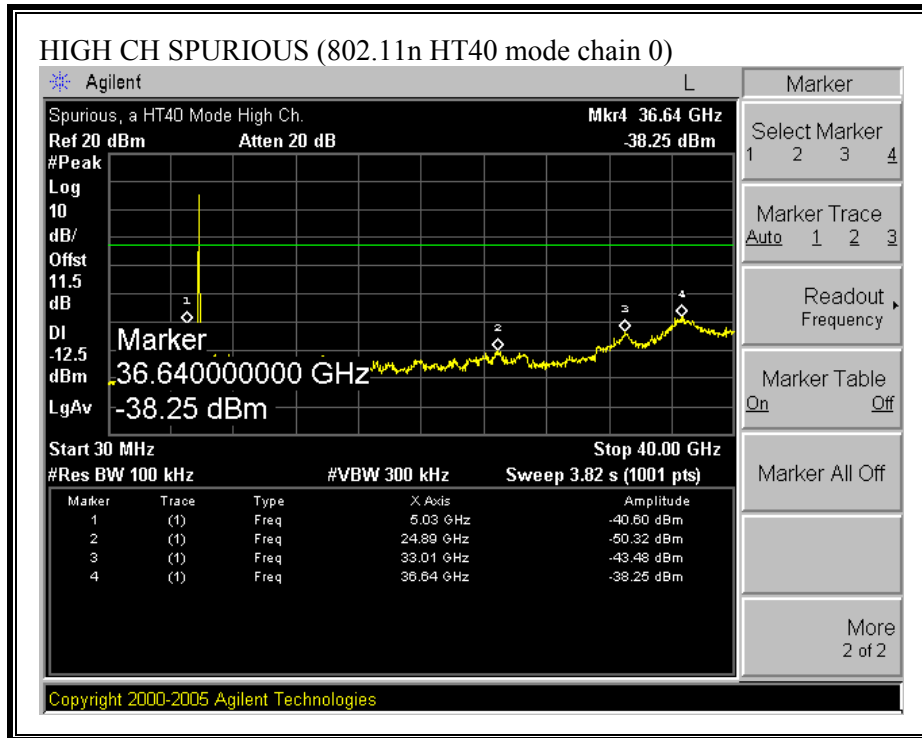 HIGH CH SPURIOUS (802.11n HT40 mode chain 0)
Agilent L
Spurious, a HT40 Mode High Ch. Mkr4 36.64 GHz
Ref 20 dBm Atten 20 dB -38.25 dBm
#Peak
Log
10
dB/
Offst
11.5
dB
DI
-12.5
dBm
LgAv
1
2
3
4
Marker
36.640000000 GHz
-38.25 dBm
Start 30 MHz Stop 40.00 GHz
#Res BW 100 kHz #VBW 300 kHz Sweep 3.82 s (1001 pts)
Marker Trace Type X Axis Amplitude
1 (1) Freq 5.03 GHz -40.60 dBm
2 (1) Freq 24.89 GHz -50.32 dBm
3 (1) Freq 33.01 GHz -43.48 dBm
4 (1) Freq 36.64 GHz -38.25 dBm
Copyright 2000-2005 Agilent Technologies
Marker
Select Marker
1 2 3 4
Marker Trace
Auto 1 2 3
Readout
Frequency
Marker Table
On Off
Marker All Off
More
2 of 2